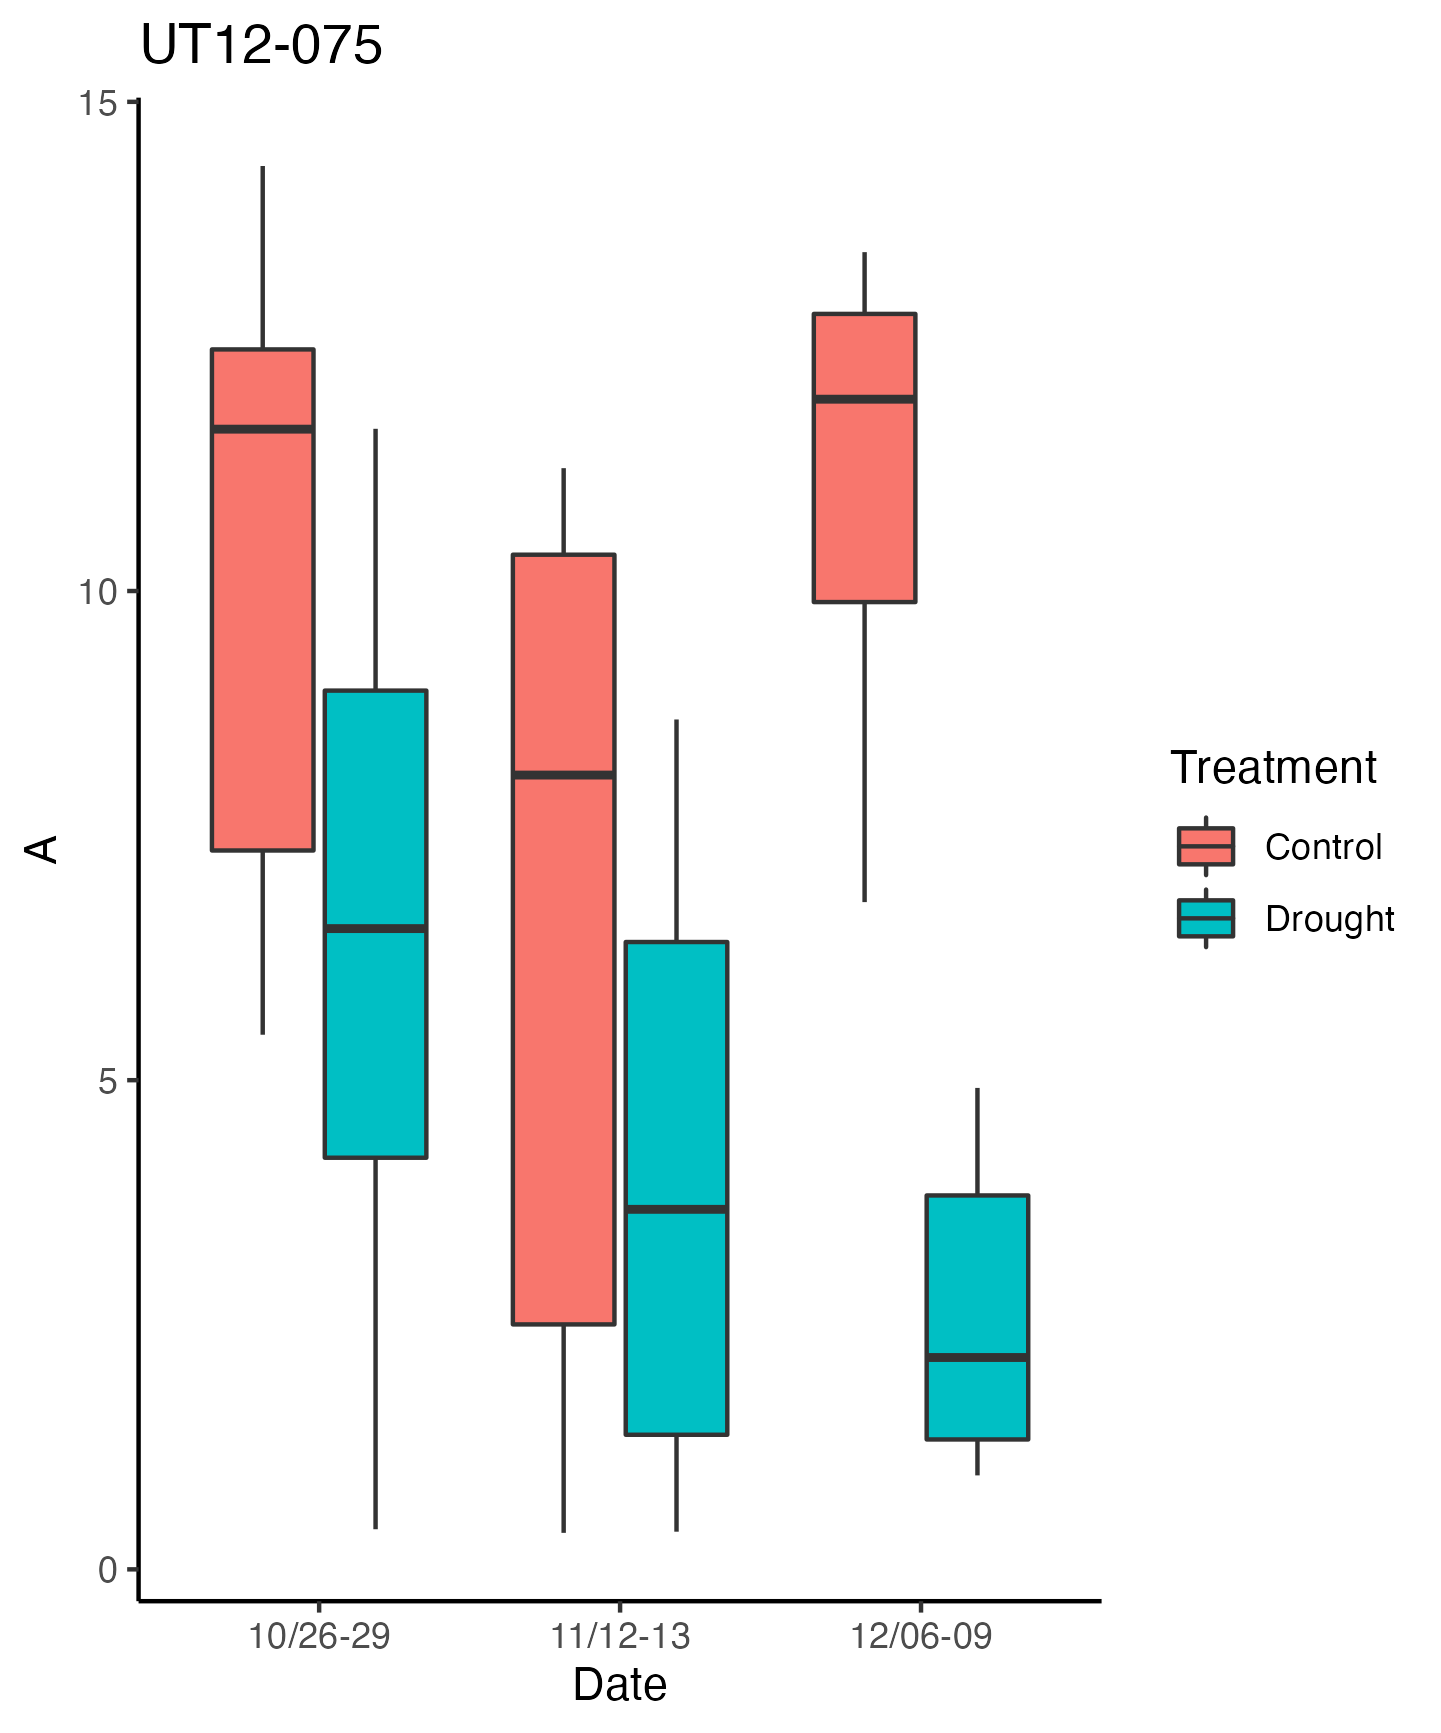 UT12-075
15
10
5
0
A
10/26-29
11/12-13
12/06-09
Date
Treatment
Control
Drought